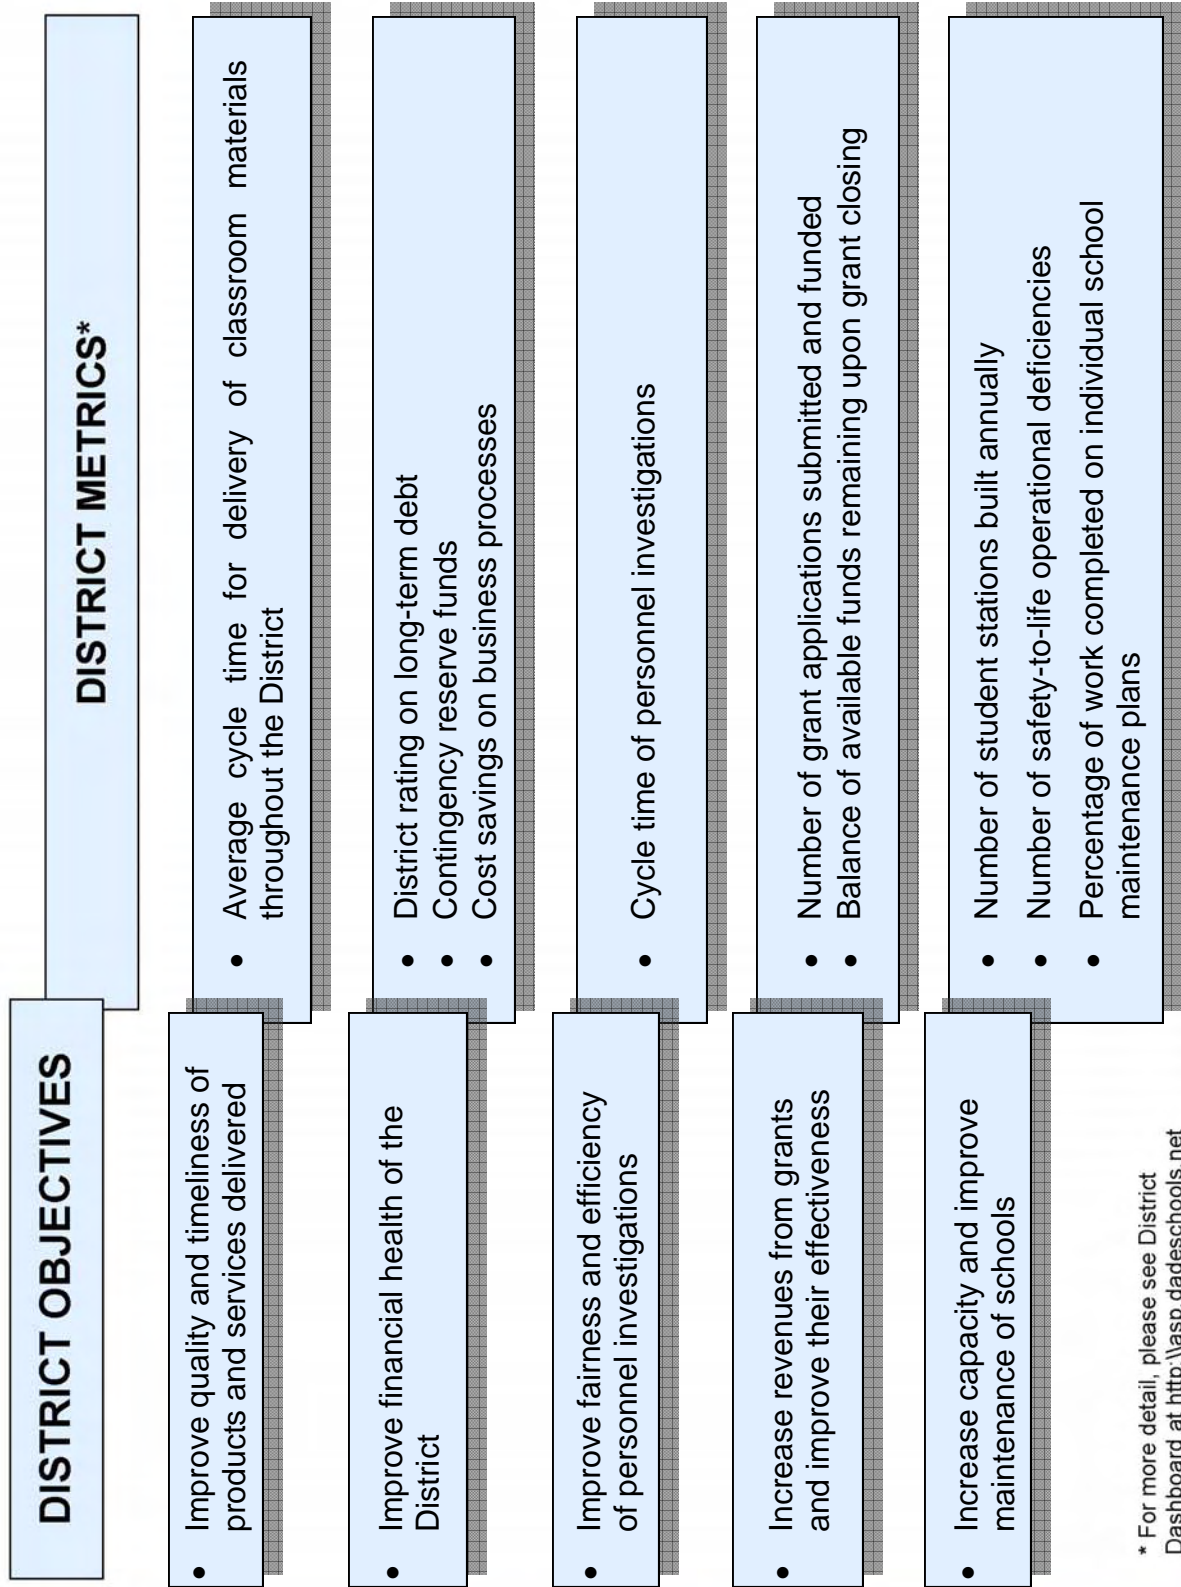 DISTRICT OBJECTIVES
DISTRICT METRICS*
• Improve quality and timeliness of
products and services delivered
• Average cycle time for delivery of classroom materials
throughout the District
• Improve financial health of the
District
• District rating on long-term debt
• Contingency reserve funds
• Cost savings on business processes
• Improve fairness and efficiency
of personnel investigations
• Cycle time of personnel investigations
• Increase revenues from grants
and improve their effectiveness
• Number of grant applications submitted and funded
• Balance of available funds remaining upon grant closing
• Increase capacity and improve
maintenance of schools
• Number of student stations built annually
• Number of safety-to-life operational deficiencies
• Percentage of work completed on individual school
maintenance plans
* For more detail, please see District
Dashboard at http:\\asp.dadeschools.net